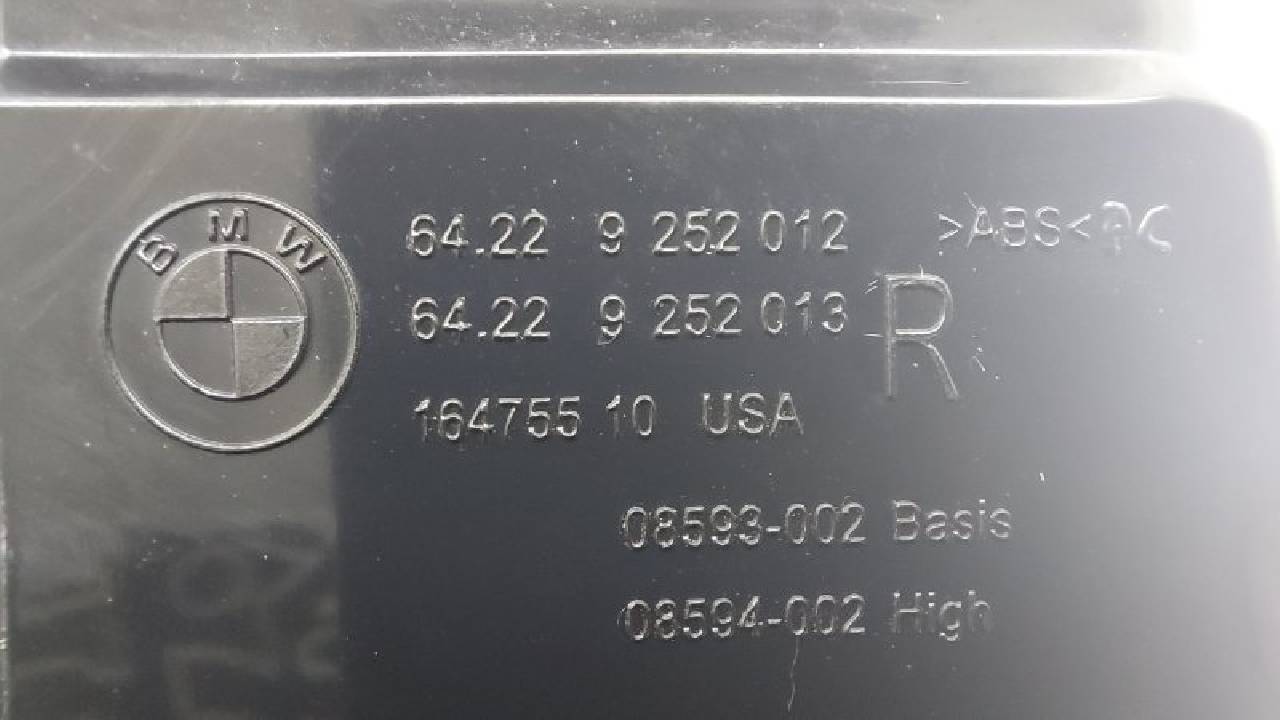 BMW
64.22 9 252 012 >ABS<PC
64.22 9 252 013 R
164755 10 USA
08593-002 Basis
08594-002 High